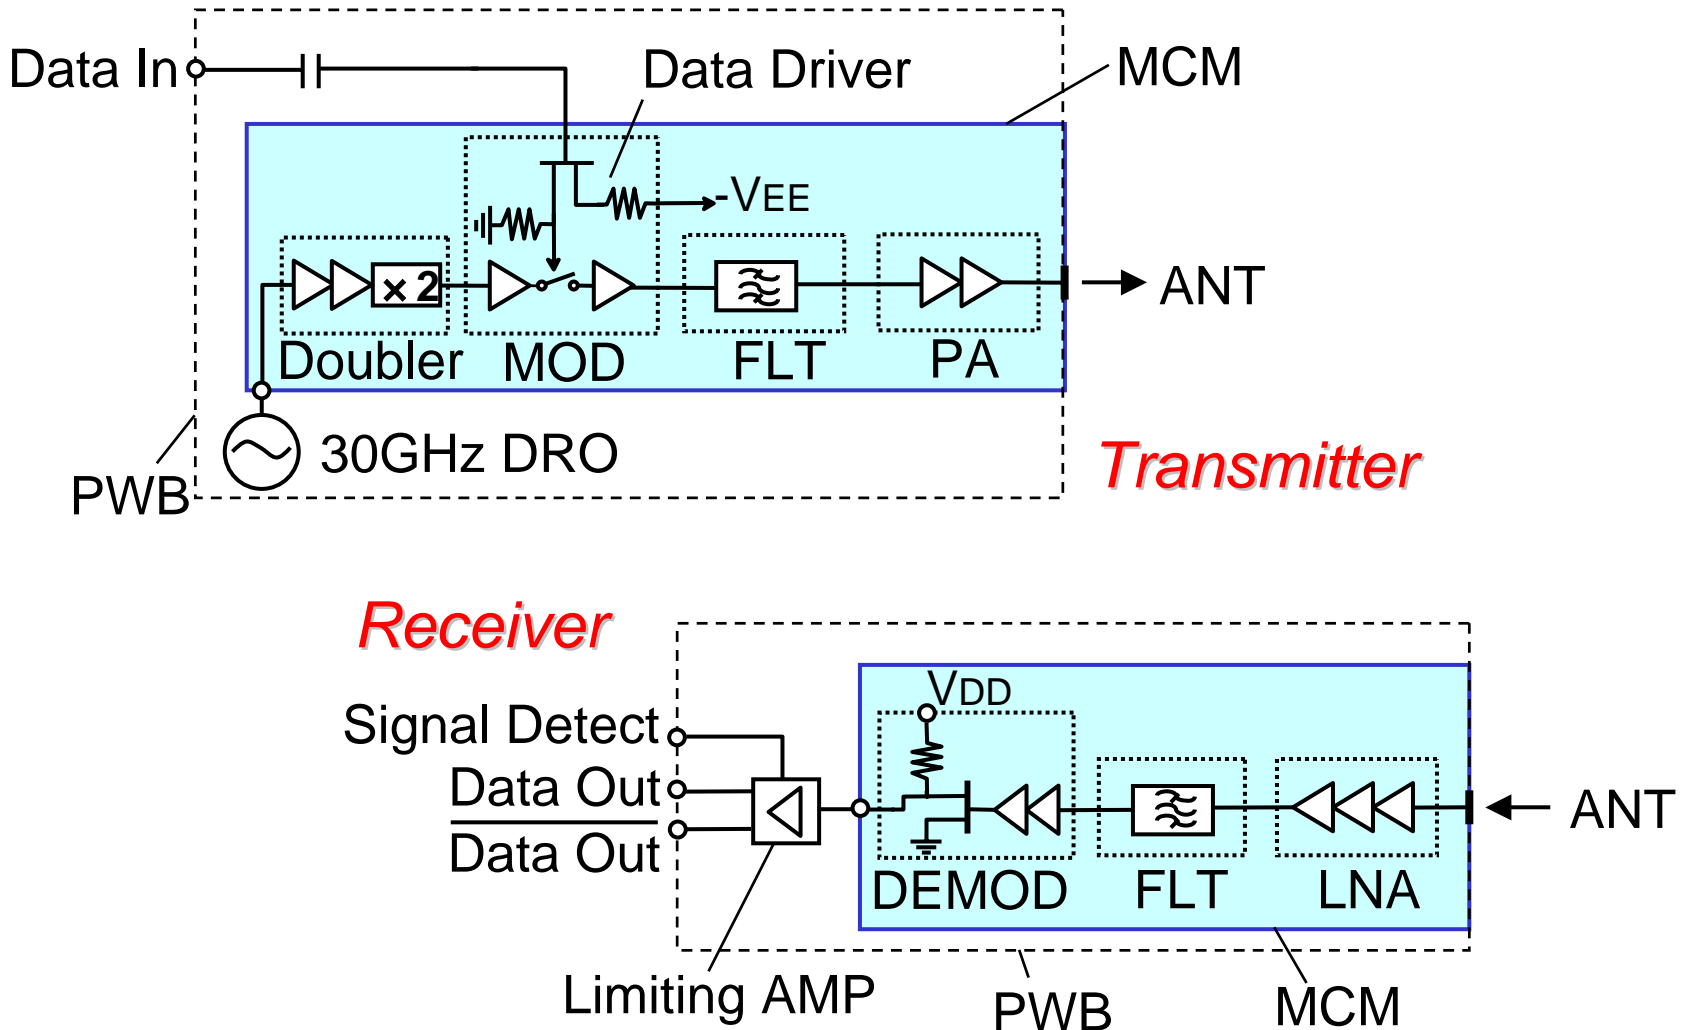 Data In
Data Driver
MCM
-VEE
× 2
ANT
Doubler
MOD
FLT
PA
30GHz DRO
PWB
Transmitter
Receiver
VDD
Signal Detect
Data Out
Data Out
ANT
DEMOD
FLT
LNA
Limiting AMP
PWB
MCM